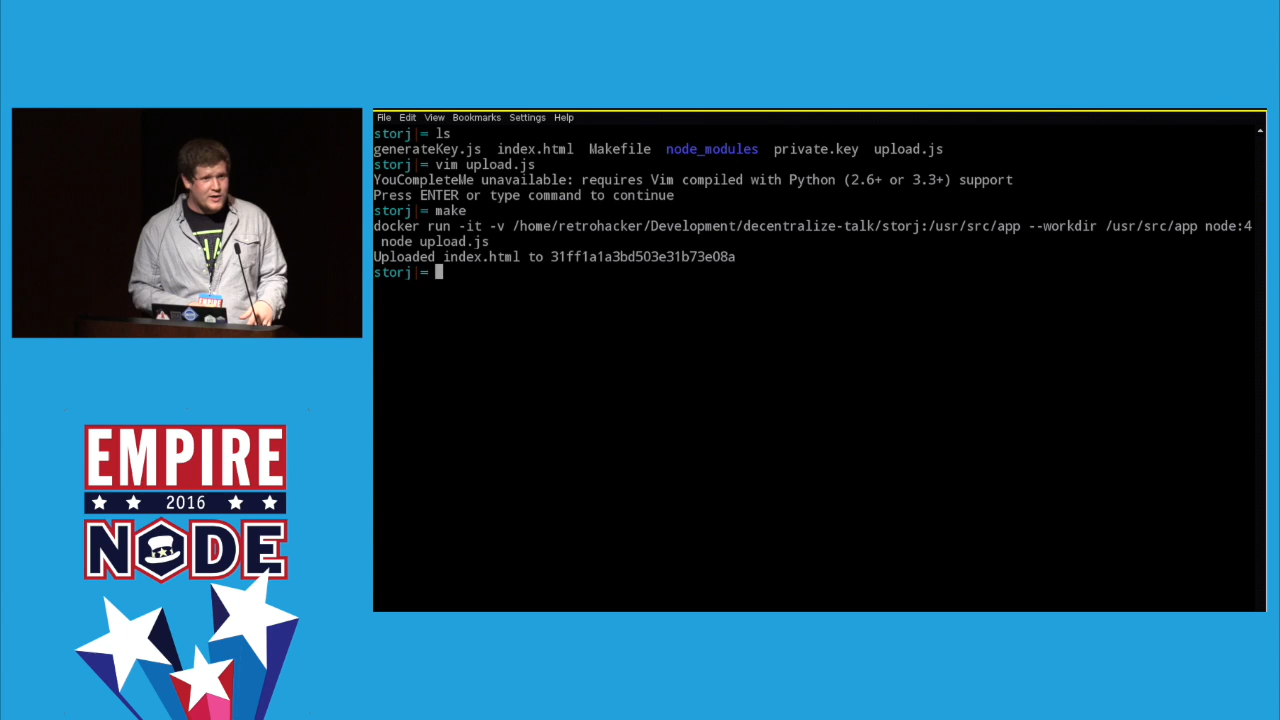 File Edit View Bookmarks Settings Help
storj|= ls
generateKey.js index.html Makefile node_modules private.key upload.js
storj|= vim upload.js
YouCompleteMe unavailable: requires Vim compiled with Python (2.6+ or 3.3+) support
Press ENTER or type command to continue
storj|= make
docker run -it -v /home/retrohacker/Development/decentralize-talk/storj:/usr/src/app --workdir /usr/src/app node:4
node upload.js
Uploaded index.html to 31ff1a1a3bd503e31b73e08a
storj|=
EMPIRE
2016
NODE